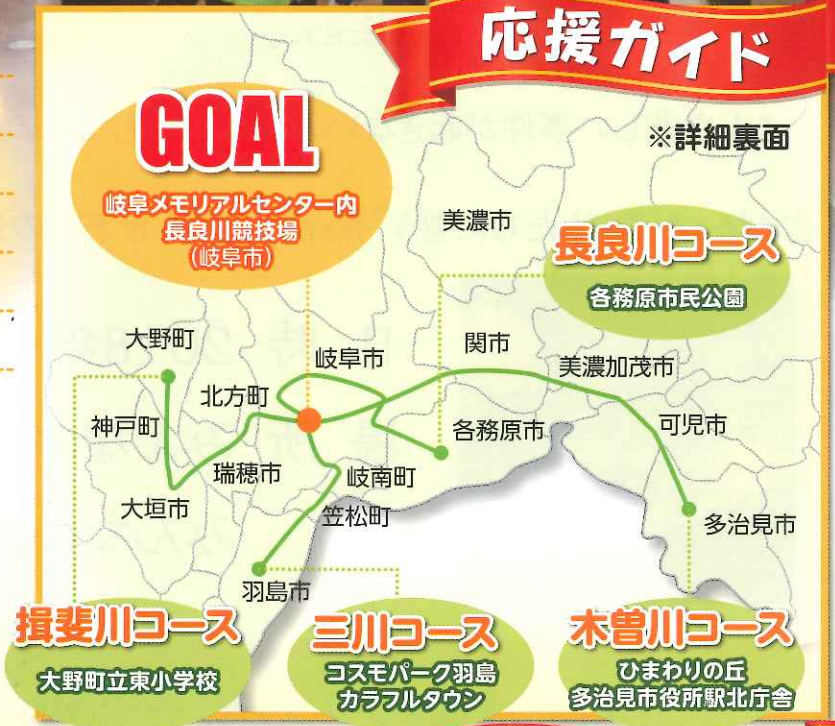 応援ガイド
※詳細裏面
GOAL
岐阜メモリアルセンター内
長良川競技場
(岐阜市)
美濃市
長良川コース
各務原市民公園
大野町
岐阜市
関市
美濃加茂市
北方町
神戸町
各務原市
可児市
瑞穂市
岐南町
大垣市
笠松町
多治見市
羽島市
揖斐川コース
大野町立東小学校
三川コース
コスモパーク羽島
カラフルタウン
木曽川コース
ひまわりの丘
多治見市役所駅北庁舎